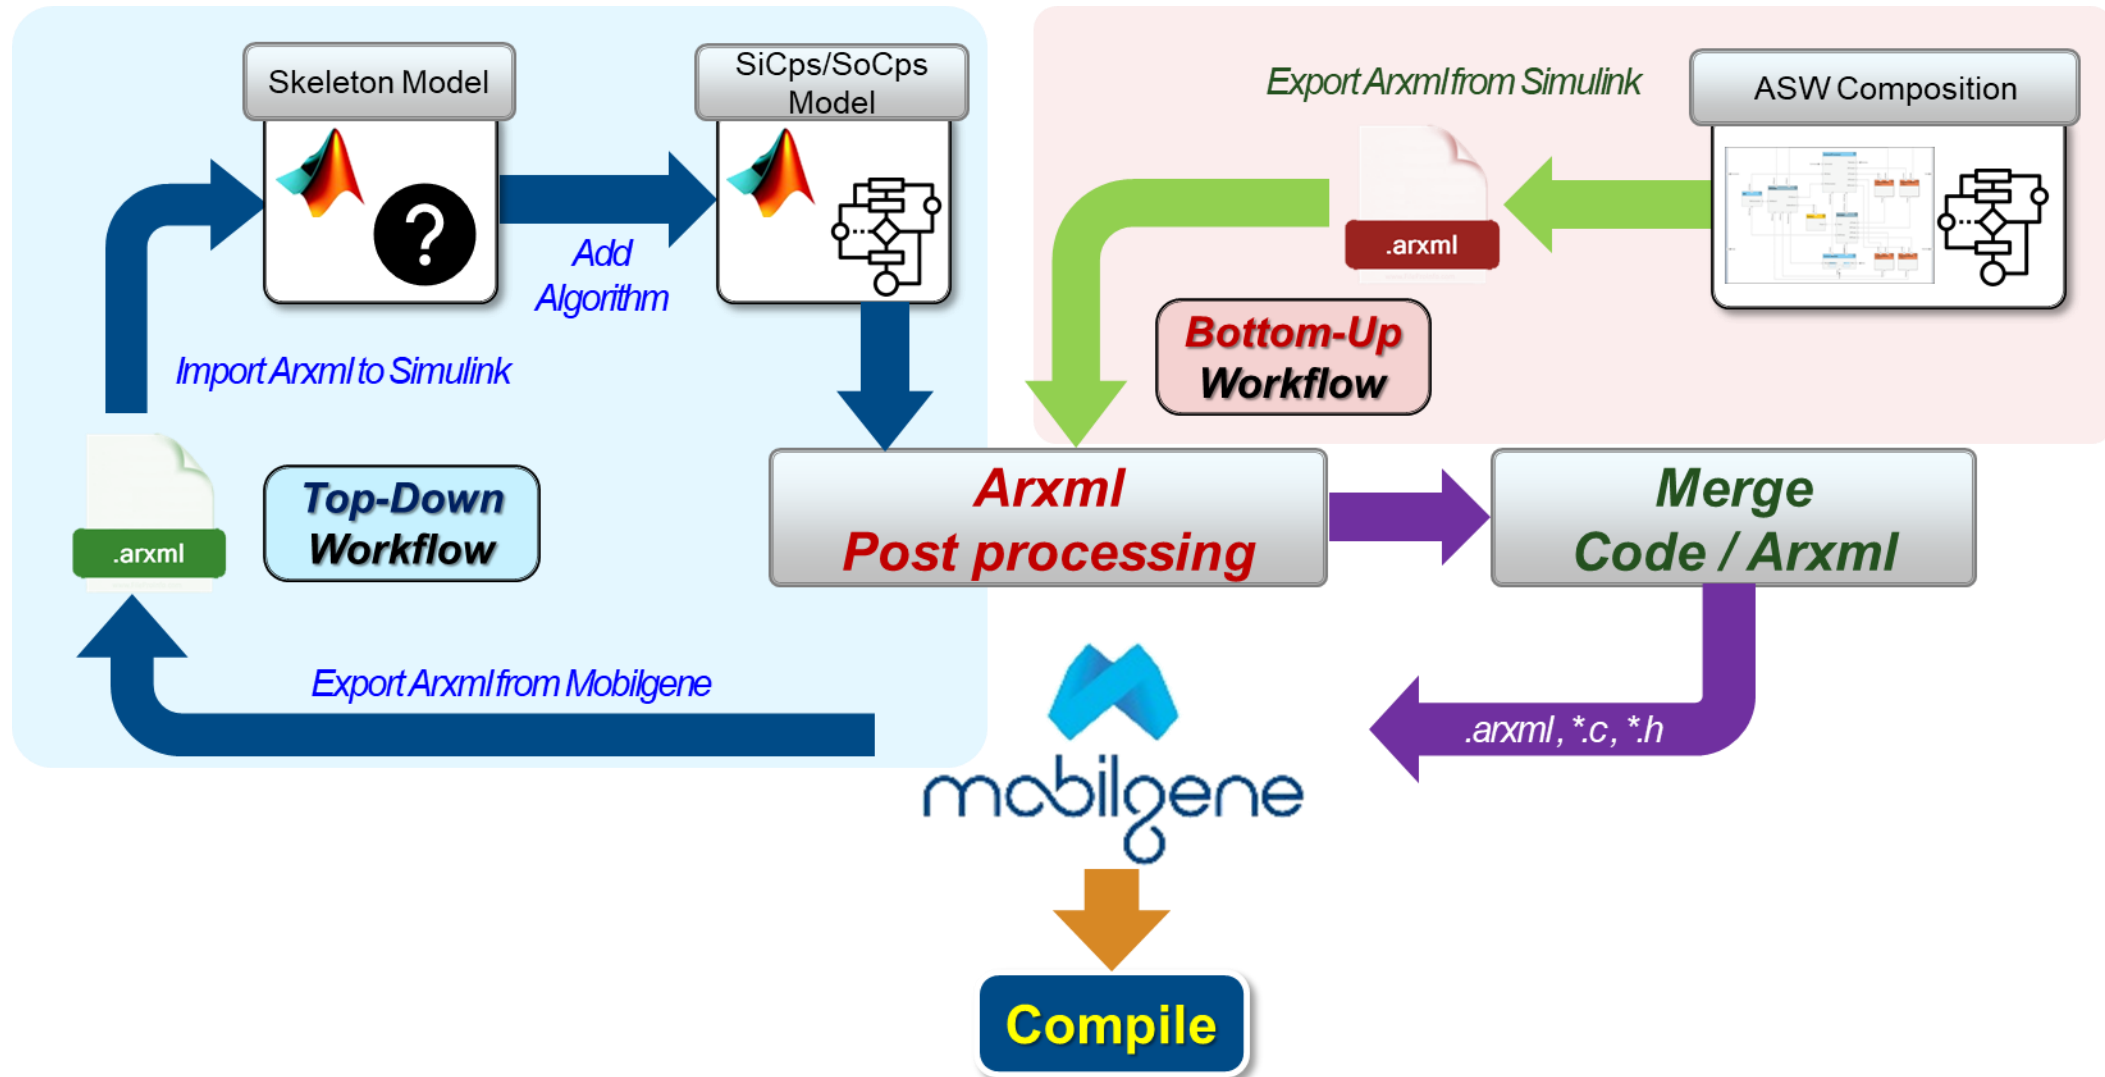 Skeleton Model
SiCps/SoCps
Model
Add
Algorithm
Import Arxml to Simulink
.arxml
Top-Down
Workflow
Export Arxml from Mobilgene
Export Arxml from Simulink
ASW Composition
.arxml
Bottom-Up
Workflow
Arxml
Post processing
Merge
Code / Arxml
.arxml, *.c, *.h
mobilgene
Compile
?